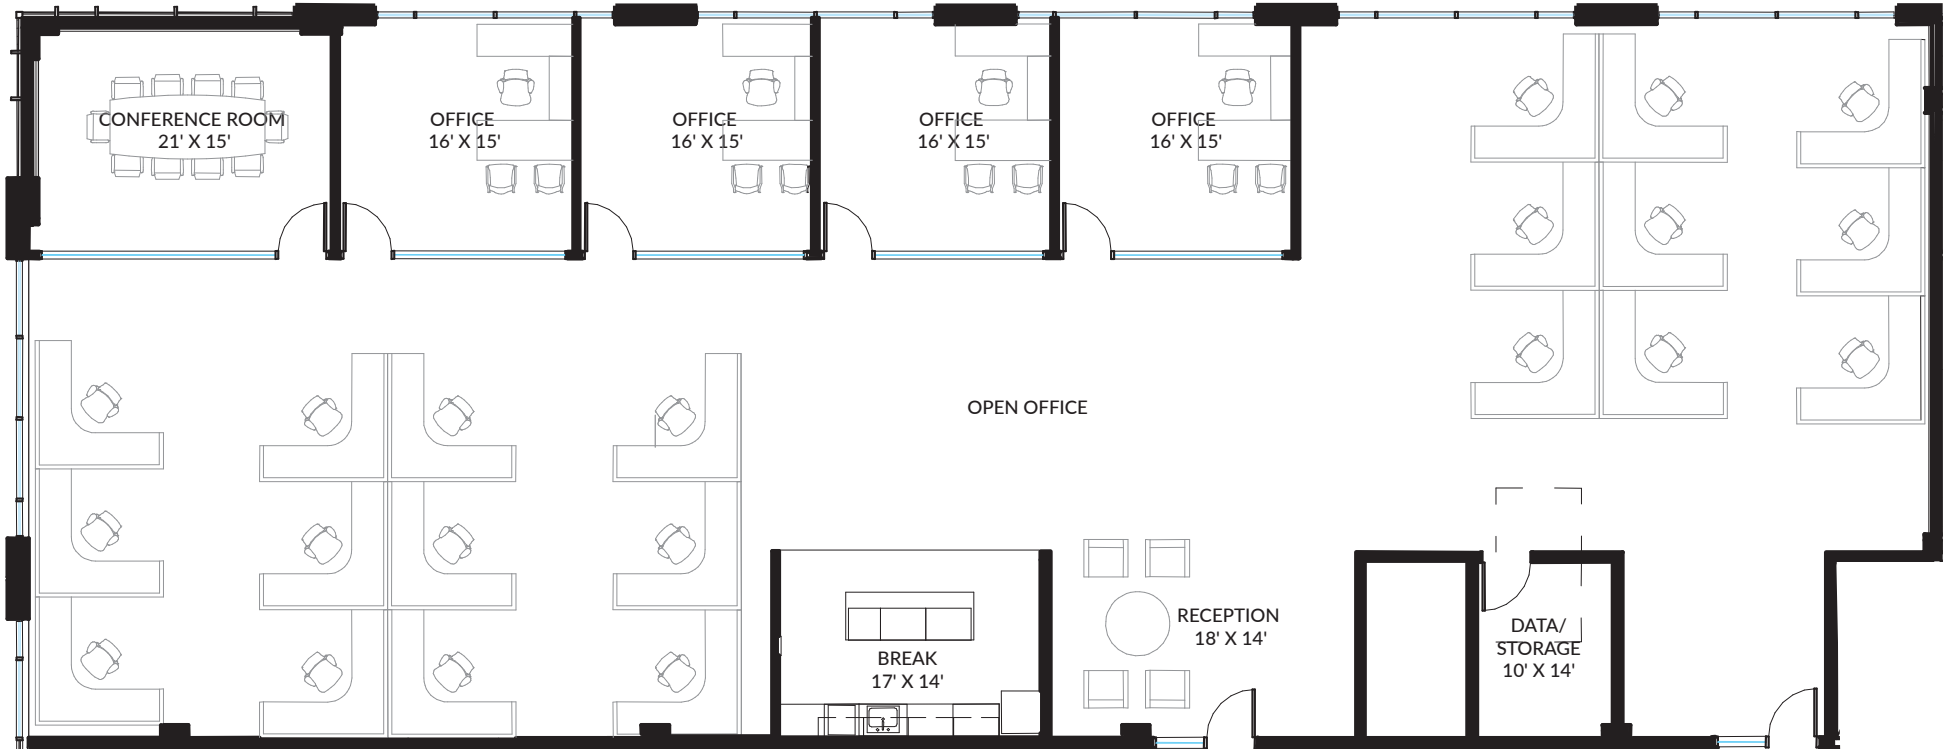 CONFERENCE ROOM
21' X 15'
OFFICE
16' X 15'
OFFICE
16' X 15'
OFFICE
16' X 15'
OFFICE
16' X 15'
OPEN OFFICE
BREAK
17' X 14'
RECEPTION
18' X 14'
DATA/
STORAGE
10' X 14'